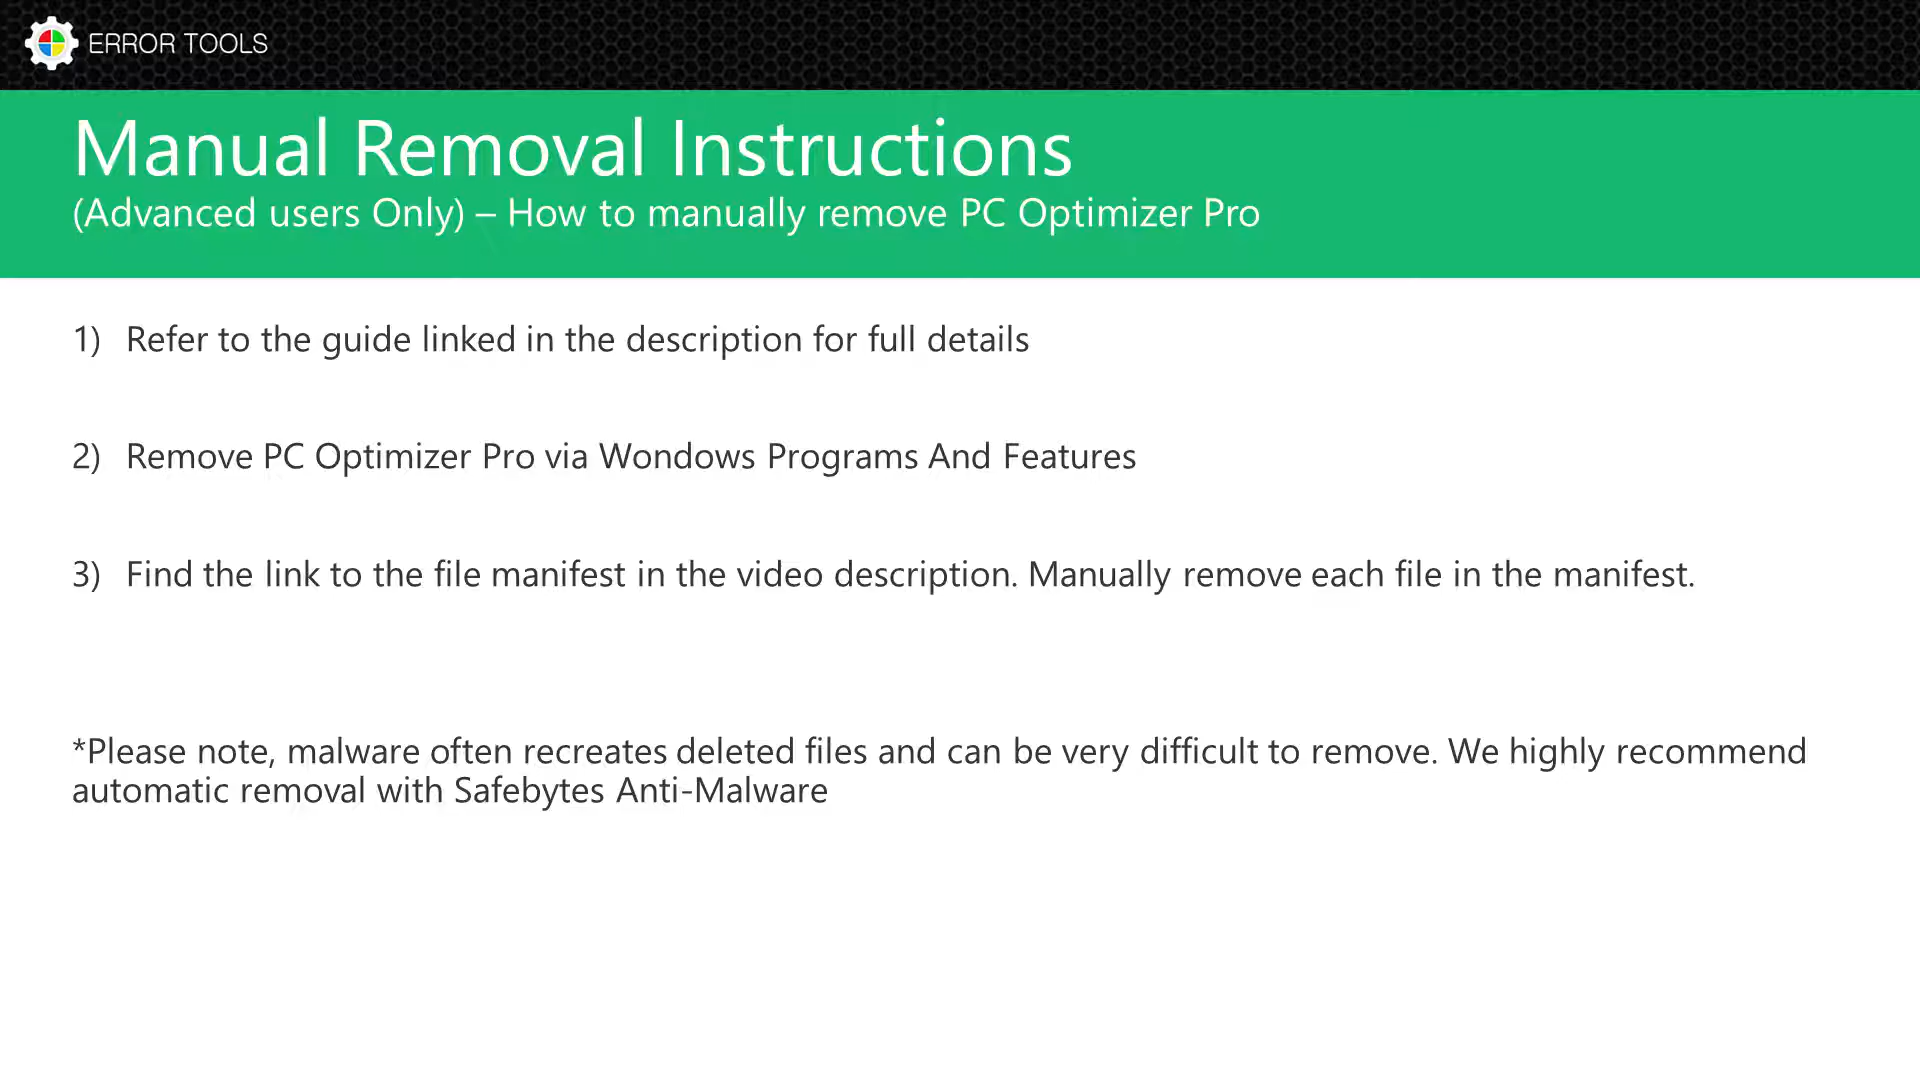 ERROR TOOLS
Manual Removal Instructions
(Advanced users Only) – How to manually remove PC Optimizer Pro
1) Refer to the guide linked in the description for full details
2) Remove PC Optimizer Pro via Wondows Programs And Features
3) Find the link to the file manifest in the video description. Manually remove each file in the manifest.
*Please note, malware often recreates deleted files and can be very difficult to remove. We highly recommend
automatic removal with Safebytes Anti-Malware